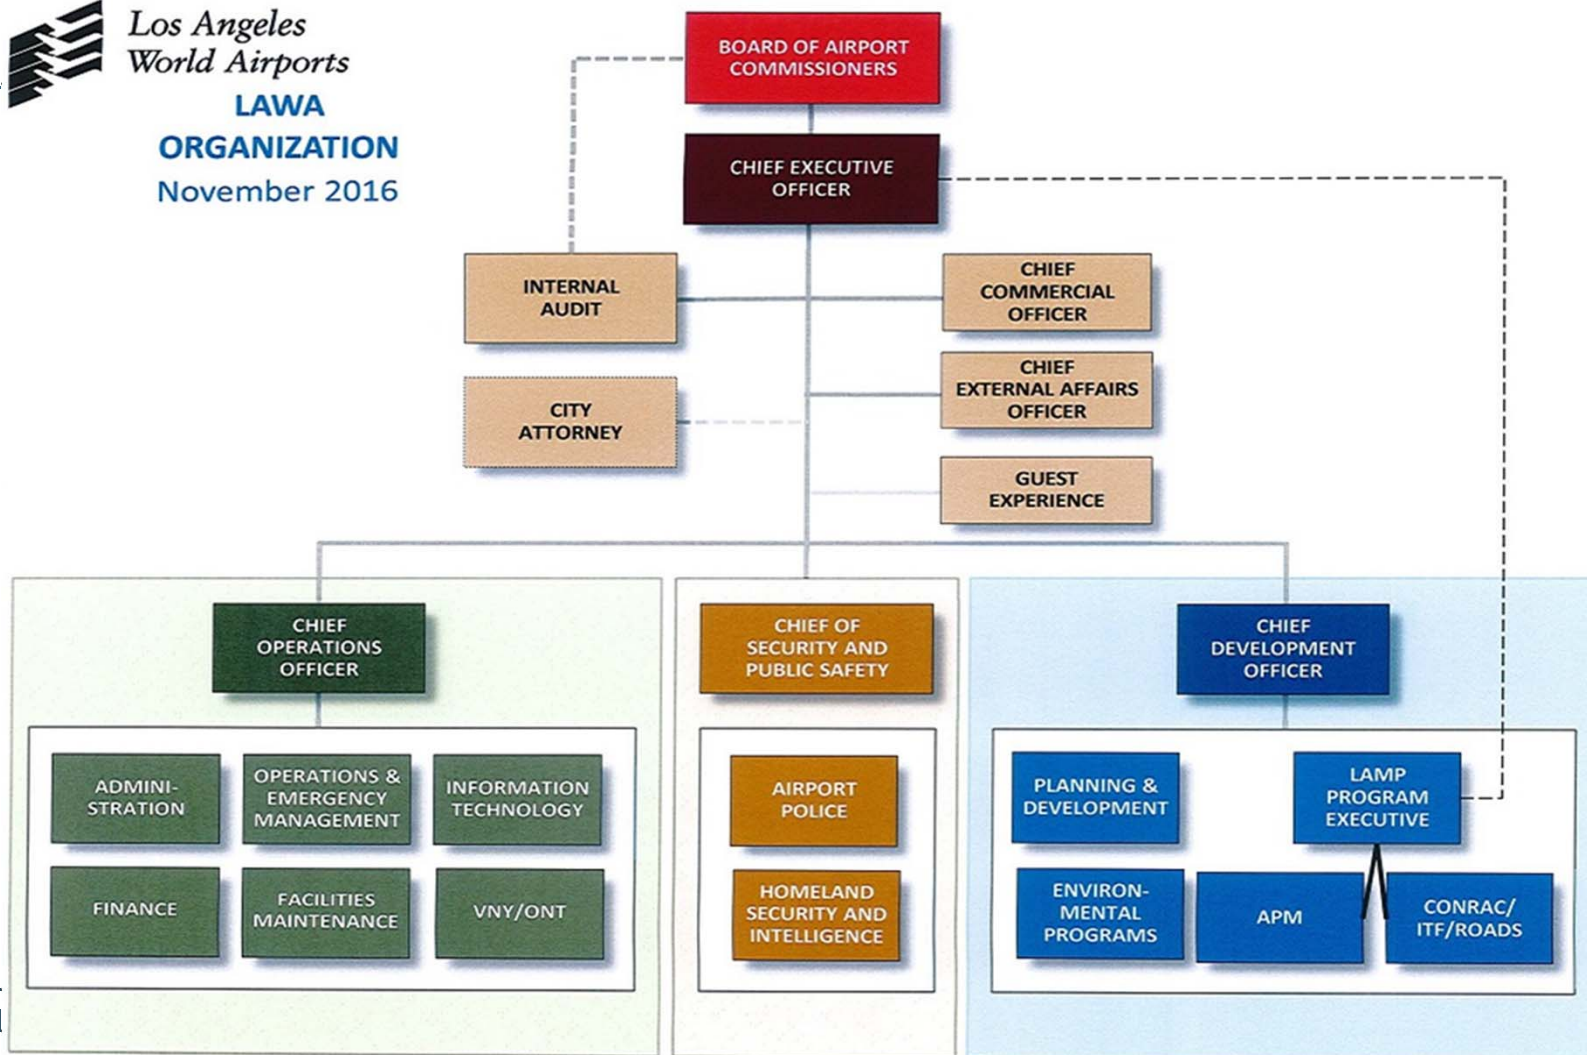 Los Angeles
World Airports
LAWA
ORGANIZATION
November 2016
BOARD OF AIRPORT
COMMISSIONERS
CHIEF EXECUTIVE
OFFICER
INTERNAL
AUDIT
CHIEF
COMMERCIAL
OFFICER
CITY
ATTORNEY
CHIEF
EXTERNAL AFFAIRS
OFFICER
GUEST
EXPERIENCE
CHIEF
OPERATIONS
OFFICER
CHIEF OF
SECURITY AND
PUBLIC SAFETY
CHIEF
DEVELOPMENT
OFFICER
ADMINI-
STRATION
OPERATIONS &
EMERGENCY
MANAGEMENT
INFORMATION
TECHNOLOGY
FINANCE
FACILITIES
MAINTENANCE
VNY/ONT
AIRPORT
POLICE
HOMELAND
SECURITY AND
INTELLIGENCE
PLANNING &
DEVELOPMENT
LAMP
PROGRAM
EXECUTIVE
ENVIRON-
MENTAL
PROGRAMS
APM
CONRAC/
ITF/ROADS